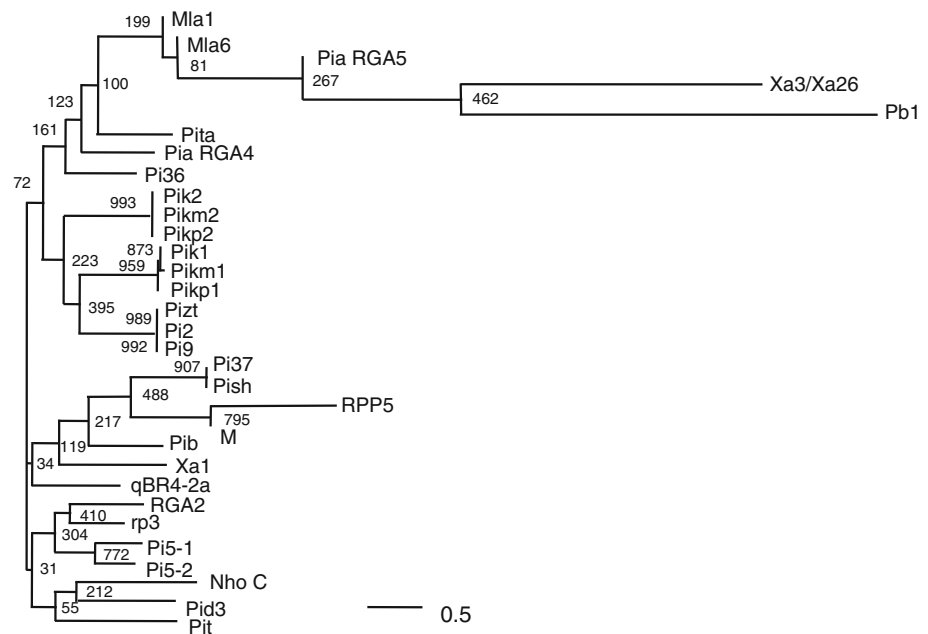 199 Mla1
Mla6
81
Pia RGA5
267
100
Xa3/Xa26
462
123
Pb1
161
Pita
Pia RGA4
72
Pi36
993 Pik2
Pikm2
Pikp2
223
873 Pik1
959 Pikm1
Pikp1
395
Pizt
989
Pi2
992 Pi9
907 Pi37
Pish
488
RPP5
795
217
M
119
Pib
34
Xa1
qBR4-2a
RGA2
410
rp3
304
Pi5-1
772
31
Pi5-2
Nho C
212
55
Pid3
Pit
0.5